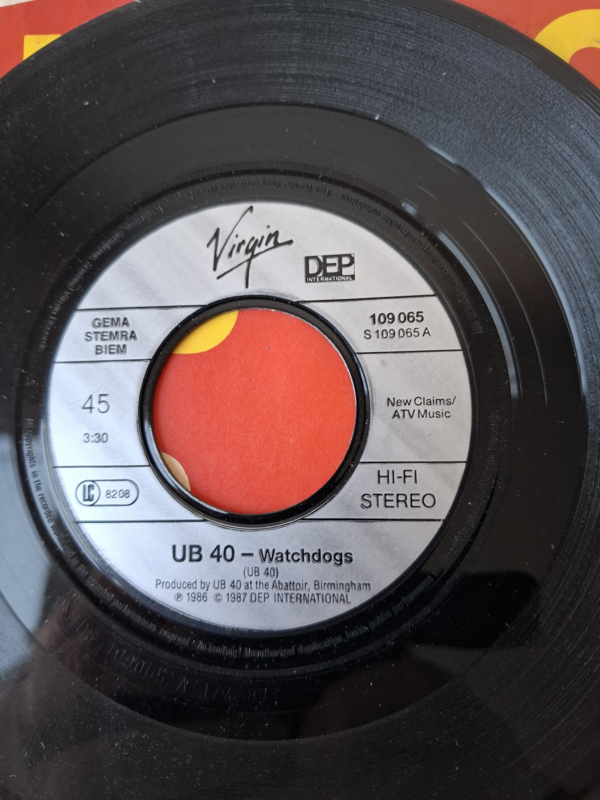 Virgin
DEP
INTERNATIONAL
GEMA
STEMRA
BIEM
109 065
S 109 065 A
45
3:30
New Claims/
ATV Music
LC 8208
HI-FI
STEREO
UB 40 – Watchdogs
(UB 40)
Produced by UB 40 at the Abattoir, Birmingham
℗ 1986 © 1987 DEP INTERNATIONAL